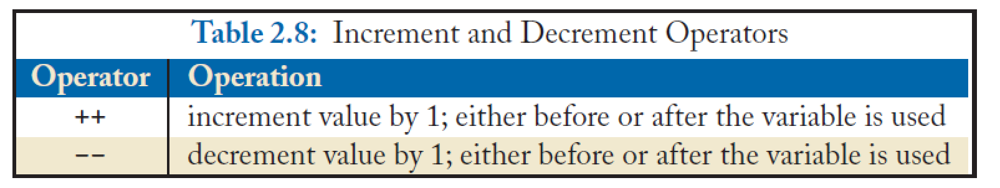 Table 2.8: Increment and Decrement Operators
Operator Operation
++ increment value by 1; either before or after the variable is used
-- decrement value by 1; either before or after the variable is used